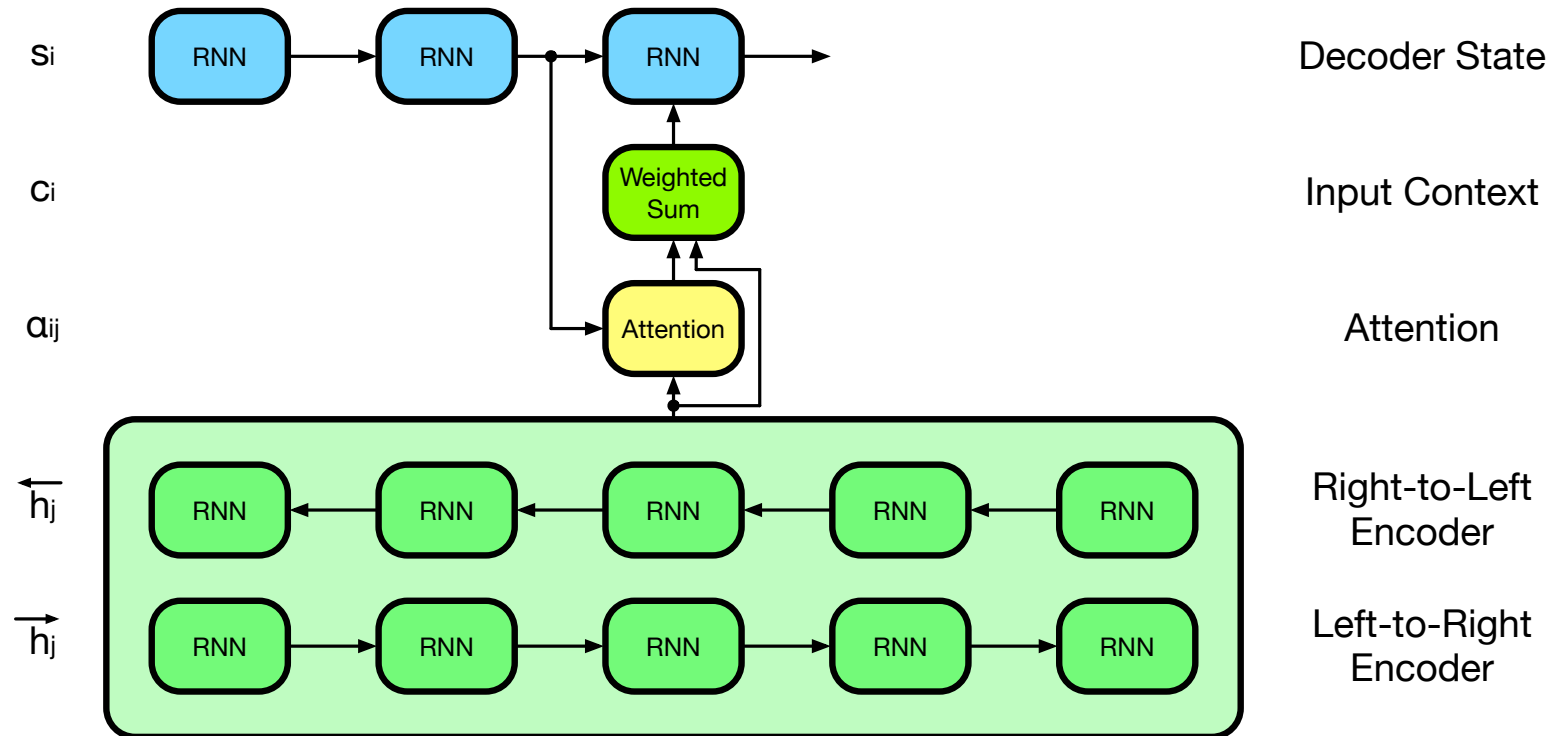 si RNN RNN RNN Decoder State
ci Weighted Sum Input Context
αij Attention Attention
hj RNN RNN RNN RNN RNN Right-to-Left Encoder
hj RNN RNN RNN RNN RNN Left-to-Right Encoder